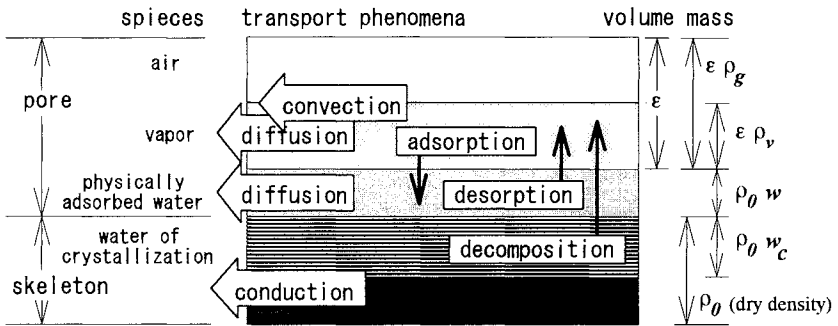 spieces transport phenomena volume mass
air
pore
convection
ε
ε ρg
vapor
diffusion
adsorption
ε ρv
physically
adsorbed water
diffusion
desorption
ρ0 w
water of
crystallization
decomposition
ρ0 wc
skeleton
conduction
ρ0 (dry density)